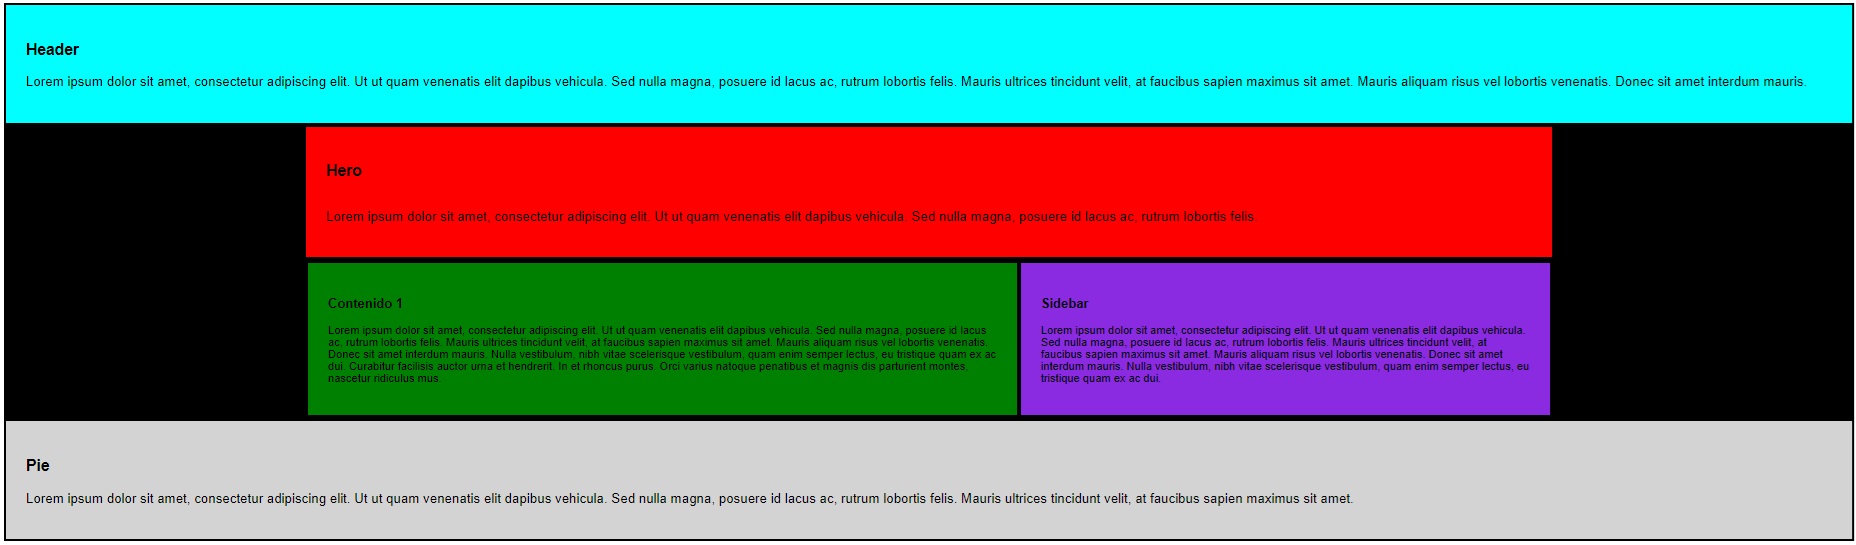 Header
Lorem ipsum dolor sit amet, consectetur adipiscing elit. Ut ut quam venenatis elit dapibus vehicula. Sed nulla magna, posuere id lacus ac, rutrum lobortis felis. Mauris ultrices tincidunt velit, at faucibus sapien maximus sit amet. Mauris aliquam risus vel lobortis venenatis. Donec sit amet interdum mauris.
Hero
Lorem ipsum dolor sit amet, consectetur adipiscing elit. Ut ut quam venenatis elit dapibus vehicula. Sed nulla magna, posuere id lacus ac, rutrum lobortis felis.
Contenido 1
Lorem ipsum dolor sit amet, consectetur adipiscing elit. Ut ut quam venenatis elit dapibus vehicula. Sed nulla magna, posuere id lacus
ac, rutrum lobortis felis. Mauris ultrices tincidunt velit, at faucibus sapien maximus sit amet. Mauris aliquam risus vel lobortis venenatis.
Donec sit amet interdum mauris. Nulla vestibulum, nibh vitae scelerisque vestibulum, quam enim semper lectus, eu tristique quam ex ac
dui. Curabitur facilisis auctor urna et hendrerit. In et rhoncus purus. Orci varius natoque penatibus et magnis dis parturient montes,
nascetur ridiculus mus.
Sidebar
Lorem ipsum dolor sit amet, consectetur adipiscing elit. Ut ut quam venenatis elit dapibus vehicula.
Sed nulla magna, posuere id lacus ac, rutrum lobortis felis. Mauris ultrices tincidunt velit, at
faucibus sapien maximus sit amet. Mauris aliquam risus vel lobortis venenatis. Donec sit amet
interdum mauris. Nulla vestibulum, nibh vitae scelerisque vestibulum, quam enim semper lectus, eu
tristique quam ex ac dui.
Pie
Lorem ipsum dolor sit amet, consectetur adipiscing elit. Ut ut quam venenatis elit dapibus vehicula. Sed nulla magna, posuere id lacus ac, rutrum lobortis felis. Mauris ultrices tincidunt velit, at faucibus sapien maximus sit amet.